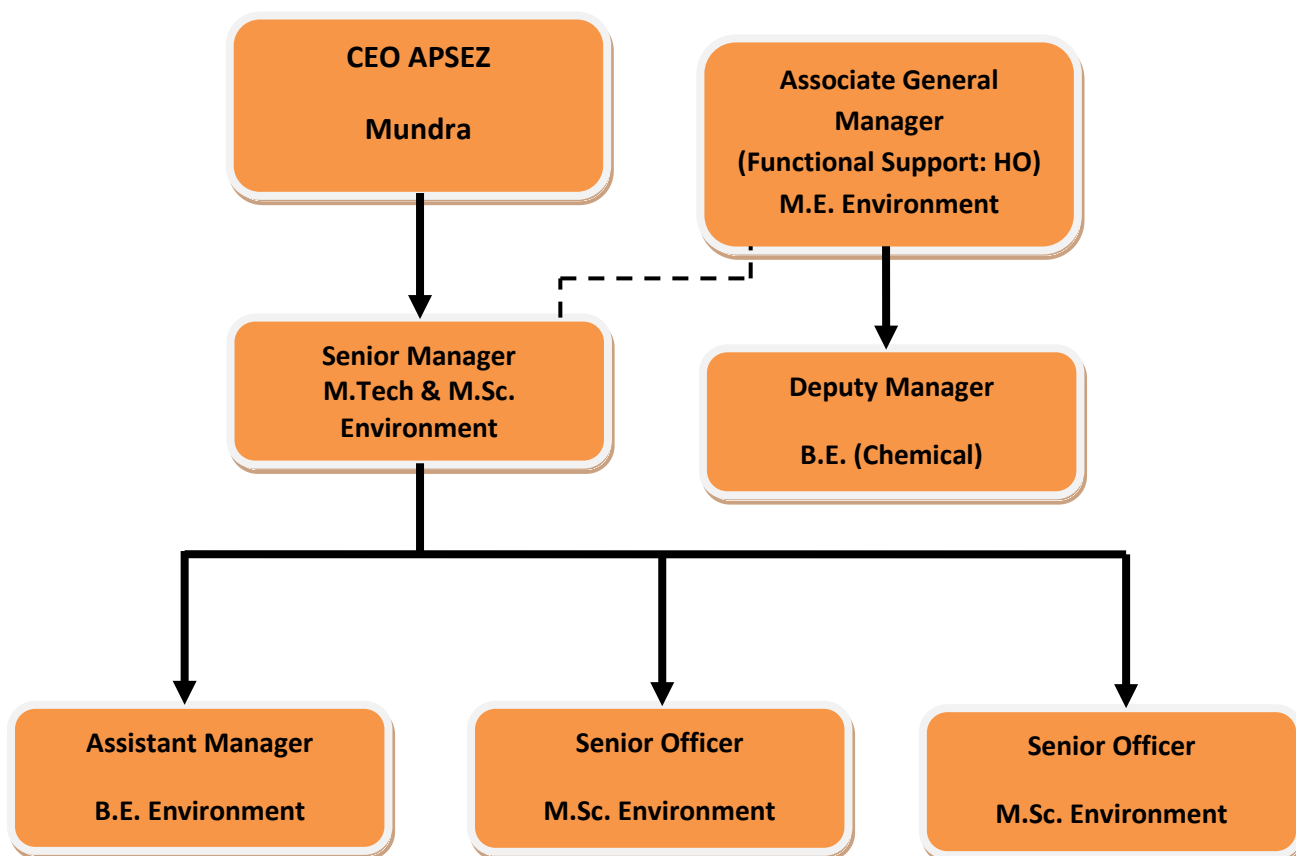 CEO APSEZ
Mundra
Associate General
Manager
(Functional Support: HO)
M.E. Environment
Senior Manager
M.Tech & M.Sc.
Environment
Deputy Manager
B.E. (Chemical)
Assistant Manager
B.E. Environment
Senior Officer
M.Sc. Environment
Senior Officer
M.Sc. Environment